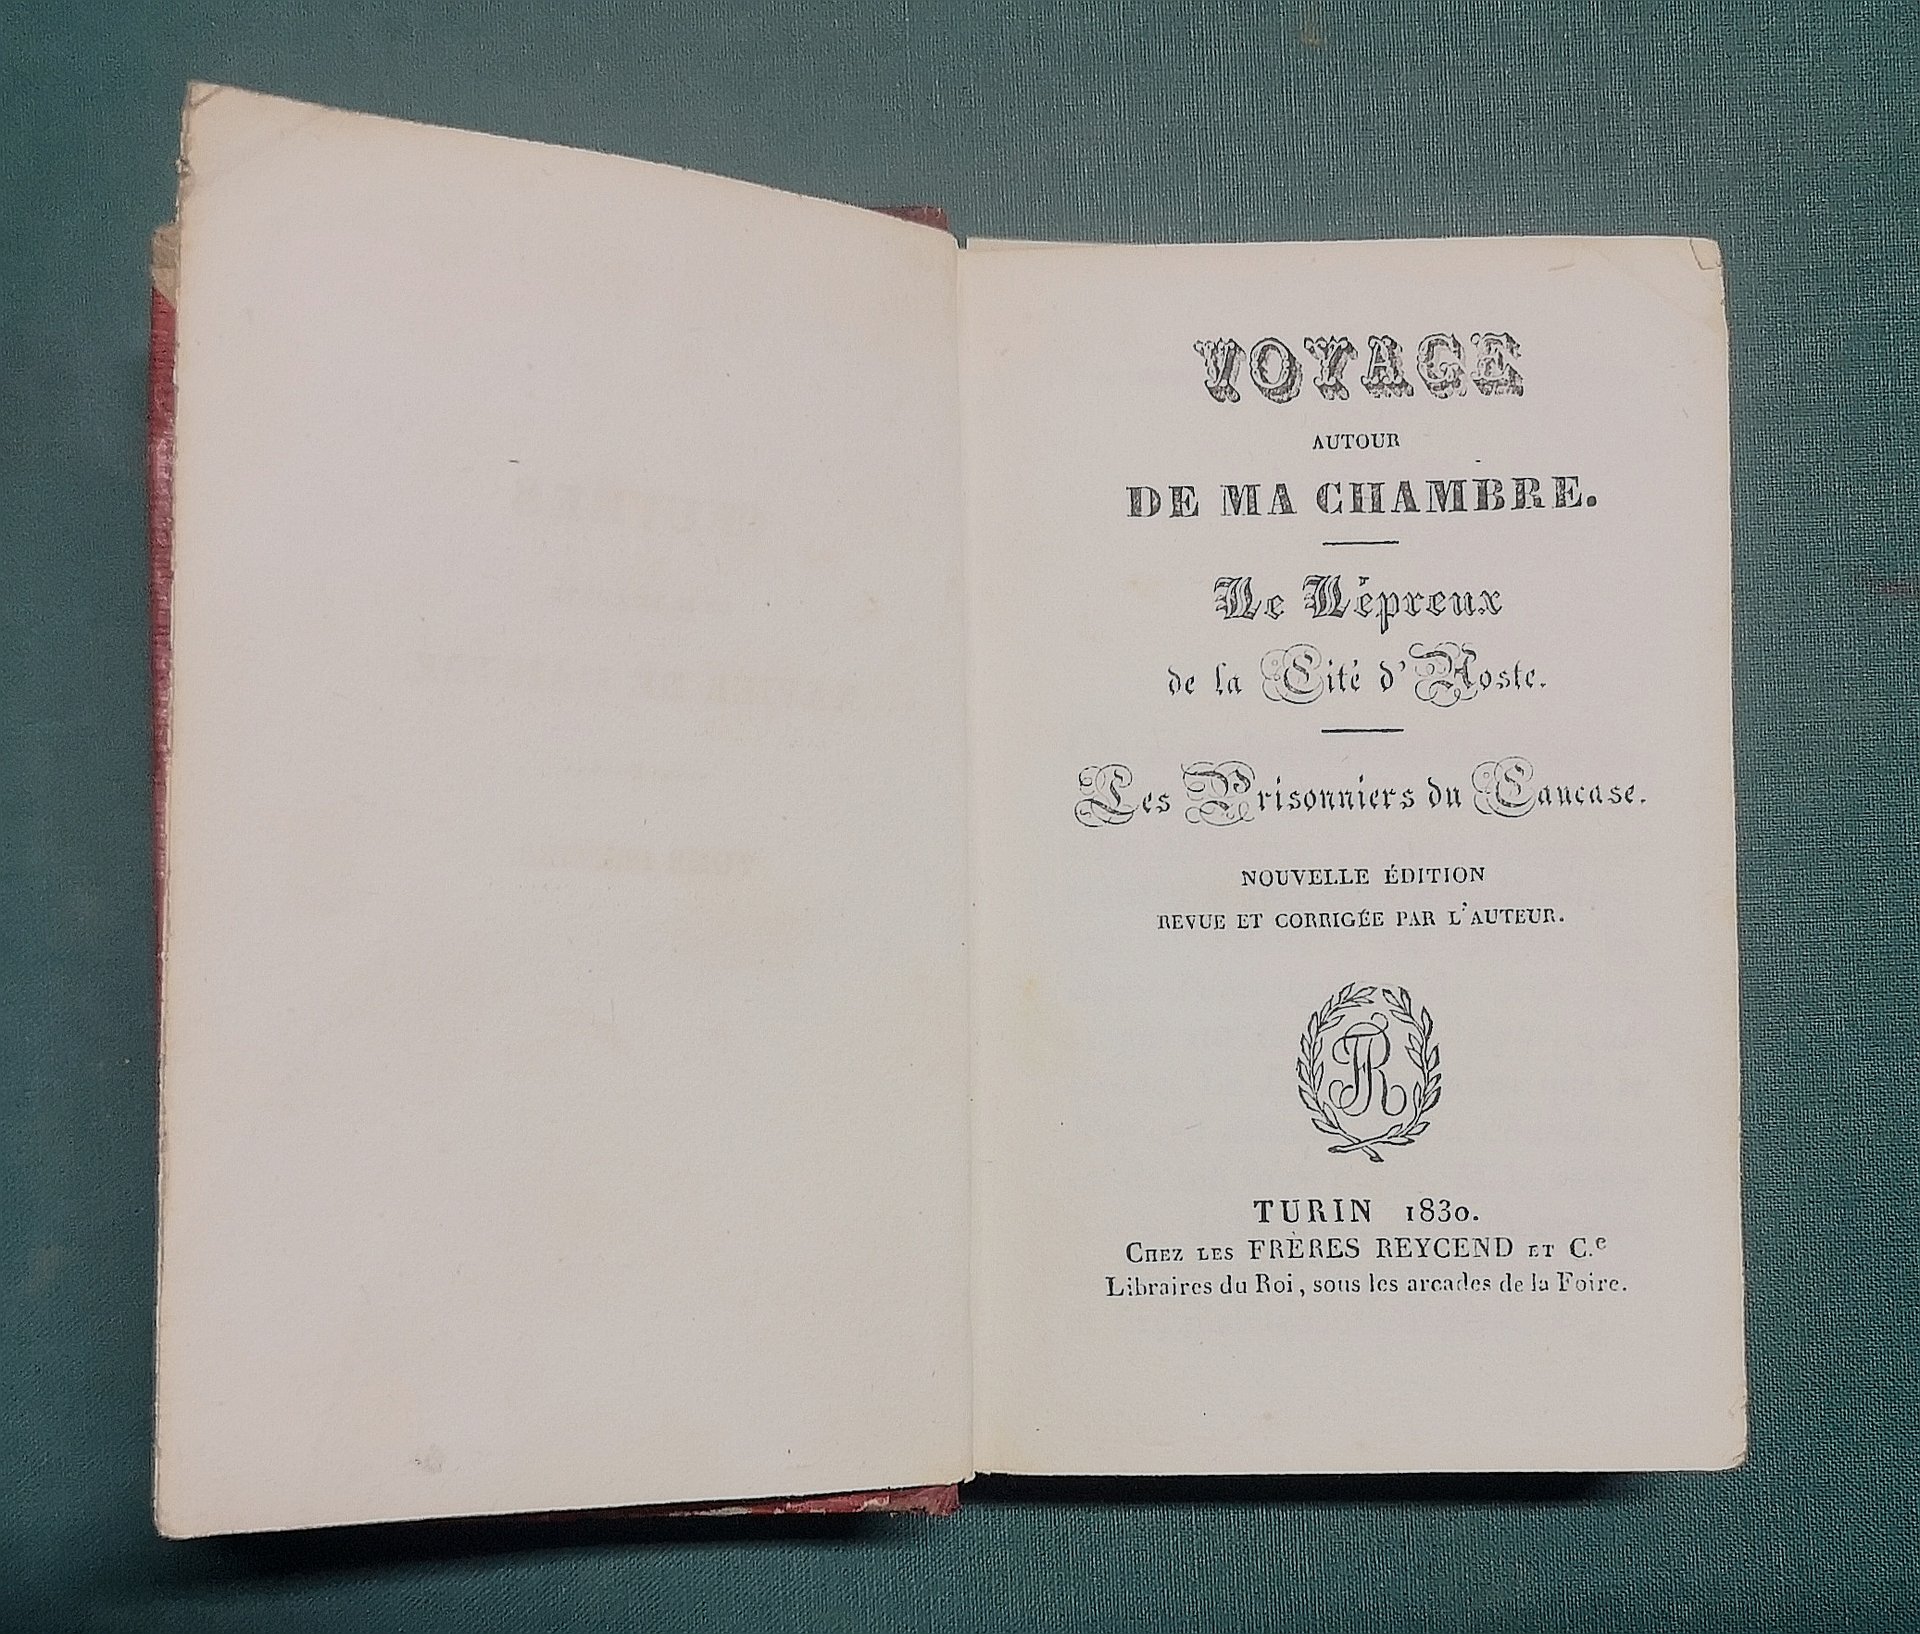 VOYAGE
AUTOUR
DE MA CHAMBRE.
Le Lépreux
de la Cité d'Aoste.
Les Prisonniers du Caucase.
NOUVELLE ÉDITION
REVUE ET CORRIGÉE PAR L'AUTEUR.
FR
TURIN 1830.
CHEZ LES FRÈRES REYCEND ET C.e
Libraires du Roi, sous les arcades de la Foire.